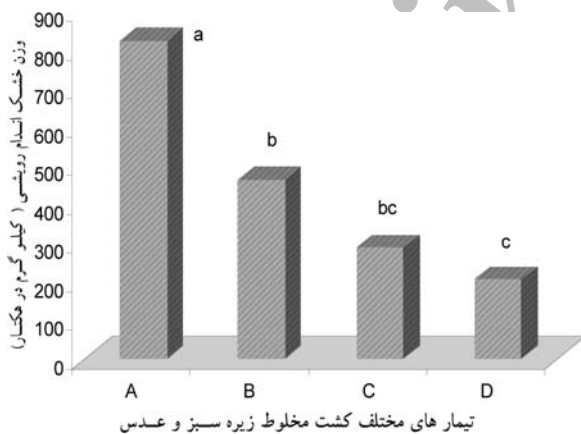 وزن خشک اندام رویشی ( کیلو گرم در هکتار)
900
800
700
600
500
400
300
200
100
0
a
b
bc
c
A B C D
تیمار های مختلف کشت مخلوط زیره سبز و عدس